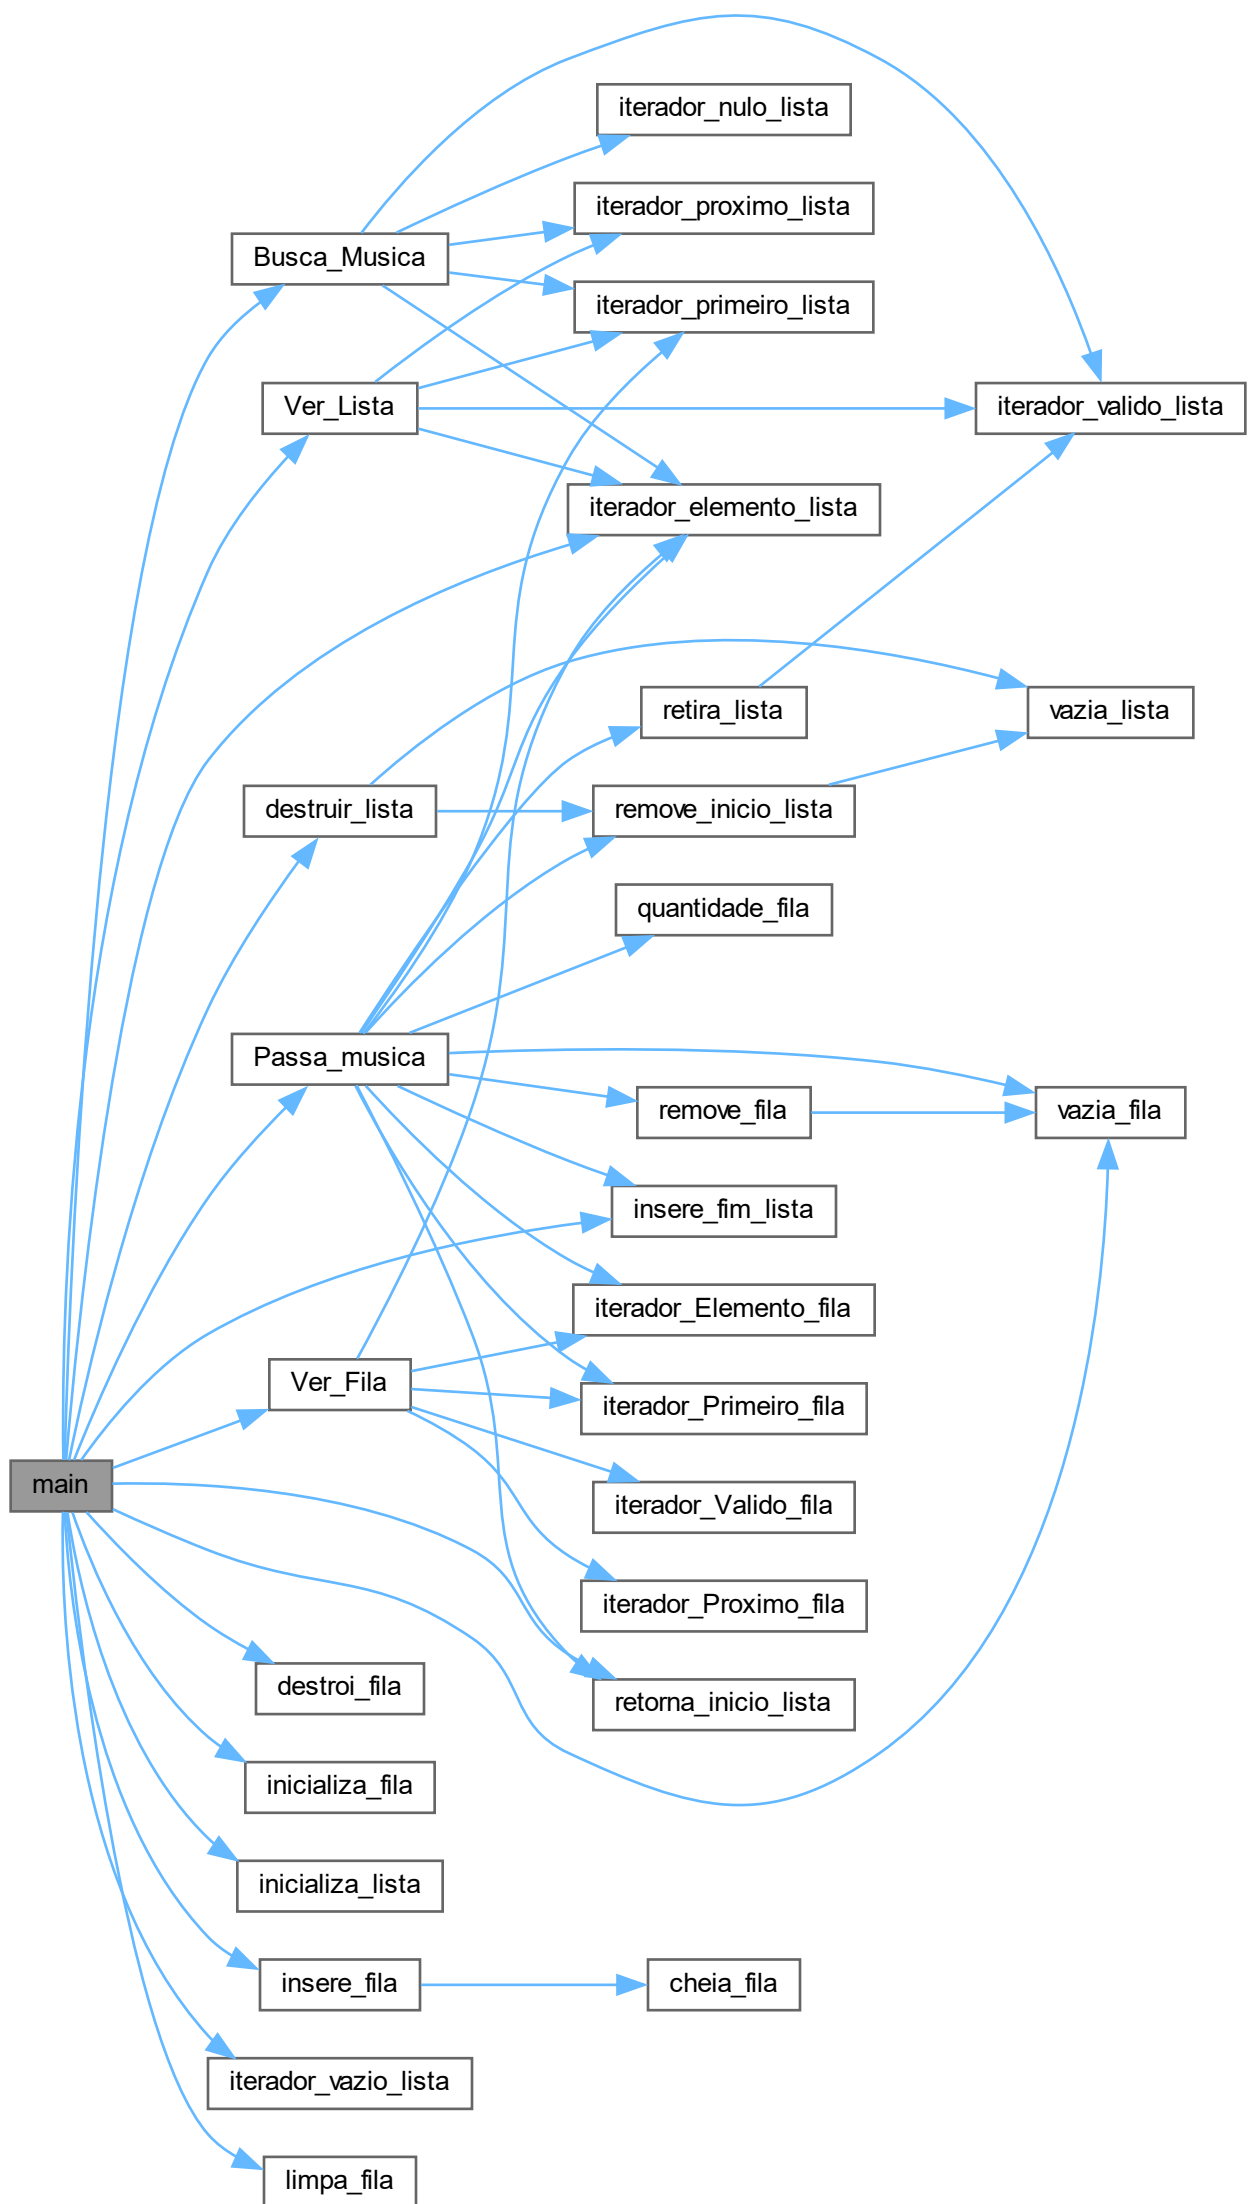 iterador_nulo_lista
iterador_proximo_lista
Busca_Musica
iterador_primeiro_lista
Ver_Lista
iterador_valido_lista
iterador_elemento_lista
retira_lista
vazia_lista
destruir_lista
remove_inicio_lista
quantidade_fila
Passa_musica
remove_fila
vazia_fila
insere_fim_lista
iterador_Elemento_fila
Ver_Fila
iterador_Primeiro_fila
main
iterador_Valido_fila
iterador_Proximo_fila
destroi_fila
retorna_inicio_lista
inicializa_fila
inicializa_lista
insere_fila
cheia_fila
iterador_vazio_lista
limpa_fila